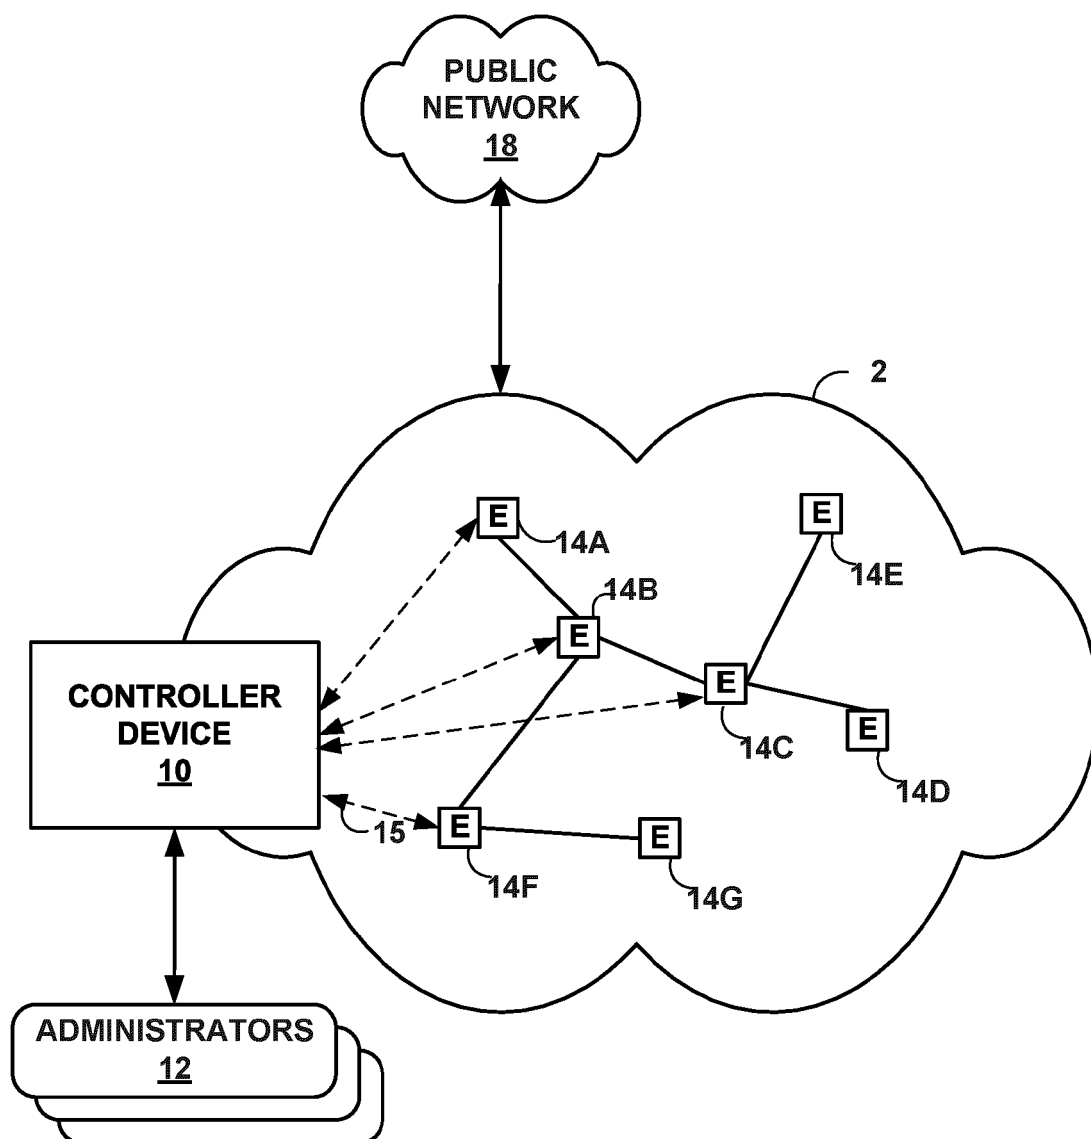 PUBLIC
NETWORK
18
2
E
14A
E
14E
14B
E
E
14C
E
14D
CONTROLLER
DEVICE
10
15
E
14F
E
14G
ADMINISTRATORS
12